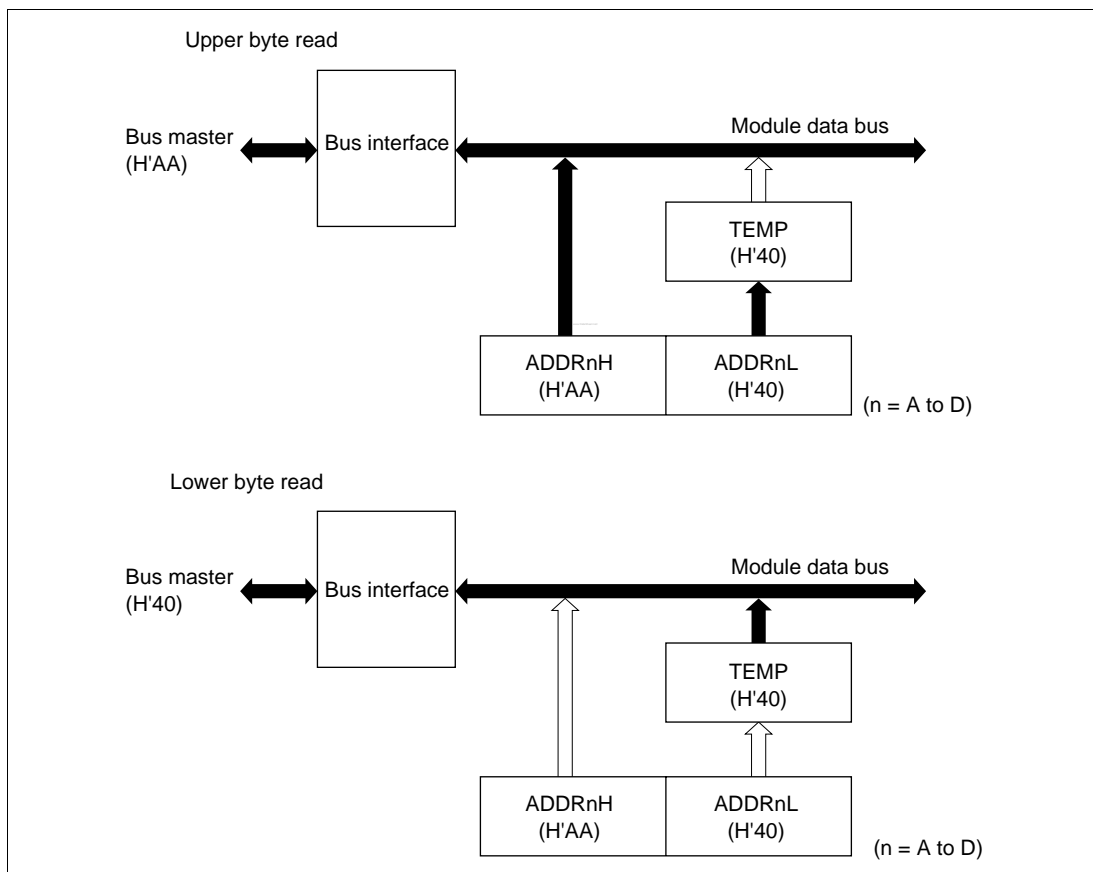 Upper byte read
Bus master
(H'AA)
Bus interface
Module data bus
TEMP
(H'40)
ADDRnH
(H'AA)
ADDRnL
(H'40)
(n = A to D)
Lower byte read
Bus master
(H'40)
Bus interface
Module data bus
TEMP
(H'40)
ADDRnH
(H'AA)
ADDRnL
(H'40)
(n = A to D)